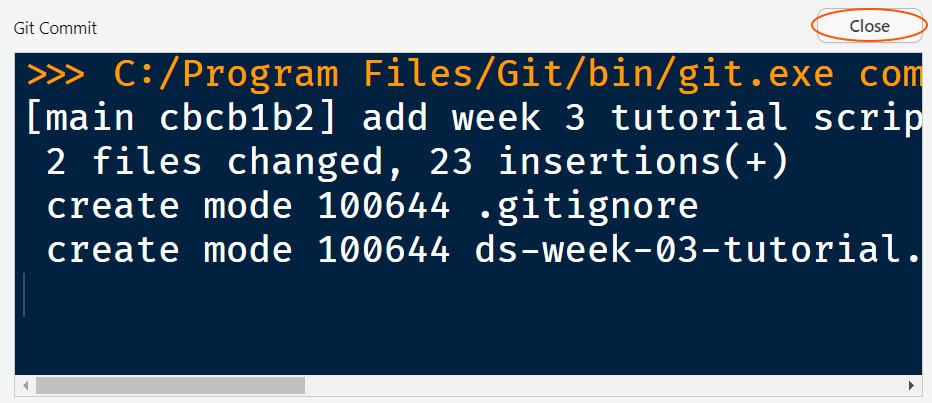 Git Commit
Close
>>> C:/Program Files/Git/bin/git.exe com
[main cbcb1b2] add week 3 tutorial scrip
2 files changed, 23 insertions(+)
create mode 100644 .gitignore
create mode 100644 ds-week-03-tutorial.